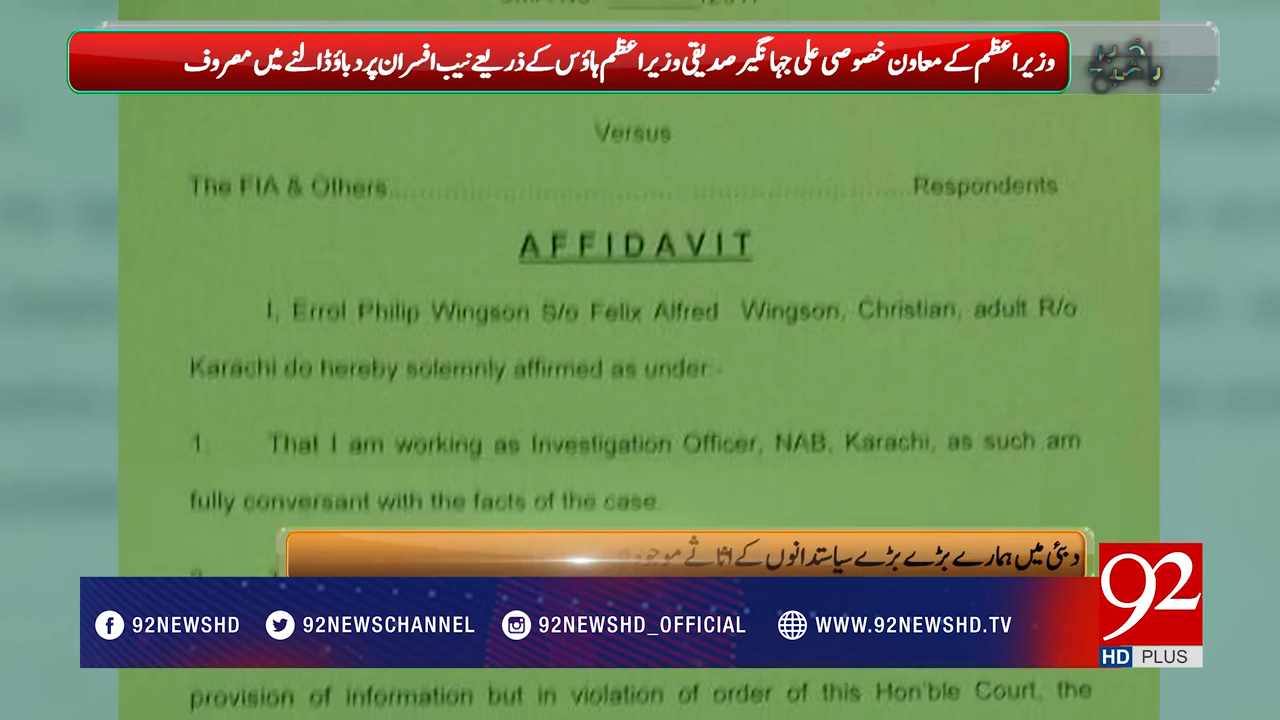 وزیراعظم کے معاون خصوصی علی جہانگیر صدیقی وزیراعظم ہاؤس کے ذریعے نیب افسران پر دباؤ ڈالنے میں مصروف
Versus
The FIA & Others........................................................................Respondents
AFFIDAVIT
I, Errol Philip Wingson S/o Felix Alfred Wingson, Christian, adult R/o
Karachi do hereby solemnly affirmed as under:-
1. That I am working as Investigation Officer, NAB, Karachi, as such am
fully conversant with the facts of the case.
دبئی میں ہمارے بڑے بڑے سیاستدانوں کے اثاثے
92NEWSHD
92NEWSCHANNEL
92NEWSHD_OFFICIAL
WWW.92NEWSHD.TV
92
HD PLUS
provision of information but in violation of order of this Hon'ble Court, the